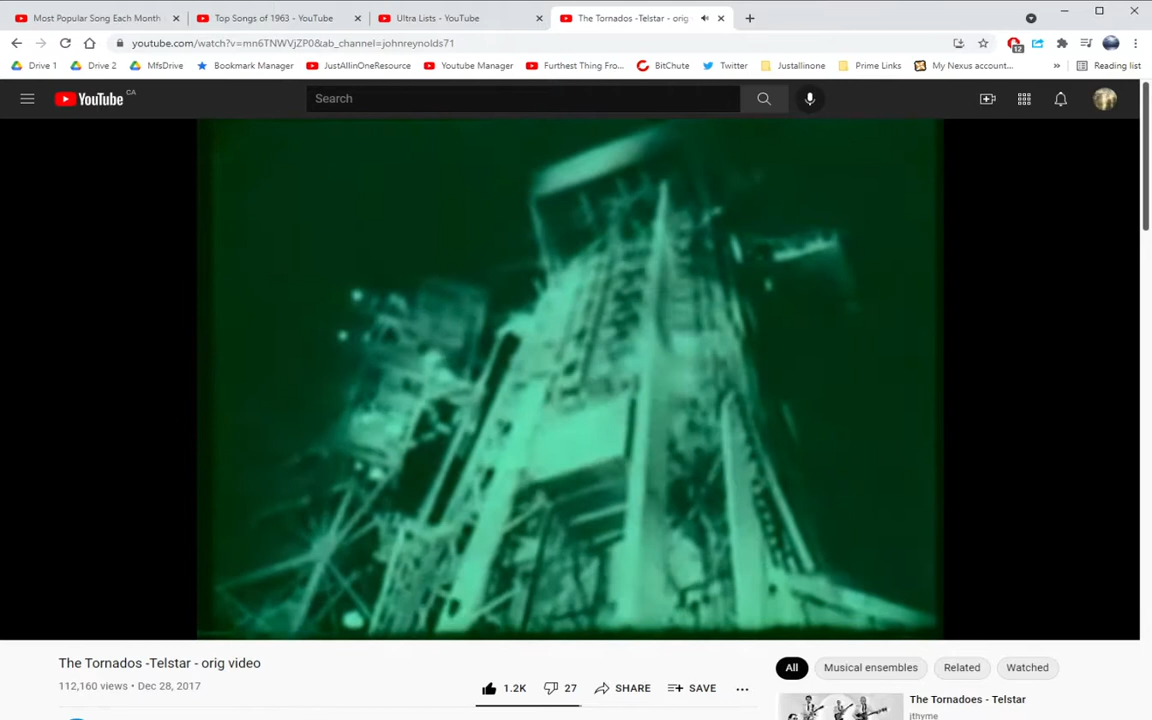 Most Popular Song Each Month
Top Songs of 1963 - YouTube
Ultra Lists - YouTube
The Tornados -Telstar - orig
youtube.com/watch?v=mn6TNWVjZP0&ab_channel=johnreynolds71
12
Drive 1
Drive 2
MfsDrive
Bookmark Manager
JustAllInOneResource
Youtube Manager
Furthest Thing Fro...
BitChute
Twitter
Justallinone
Prime Links
My Nexus account...
»
Reading list
YouTube CA
Search
The Tornados -Telstar - orig video
112,160 views • Dec 28, 2017
1.2K
27
SHARE
SAVE
All
Musical ensembles
Related
Watched
The Tornadoes - Telstar
jthyme